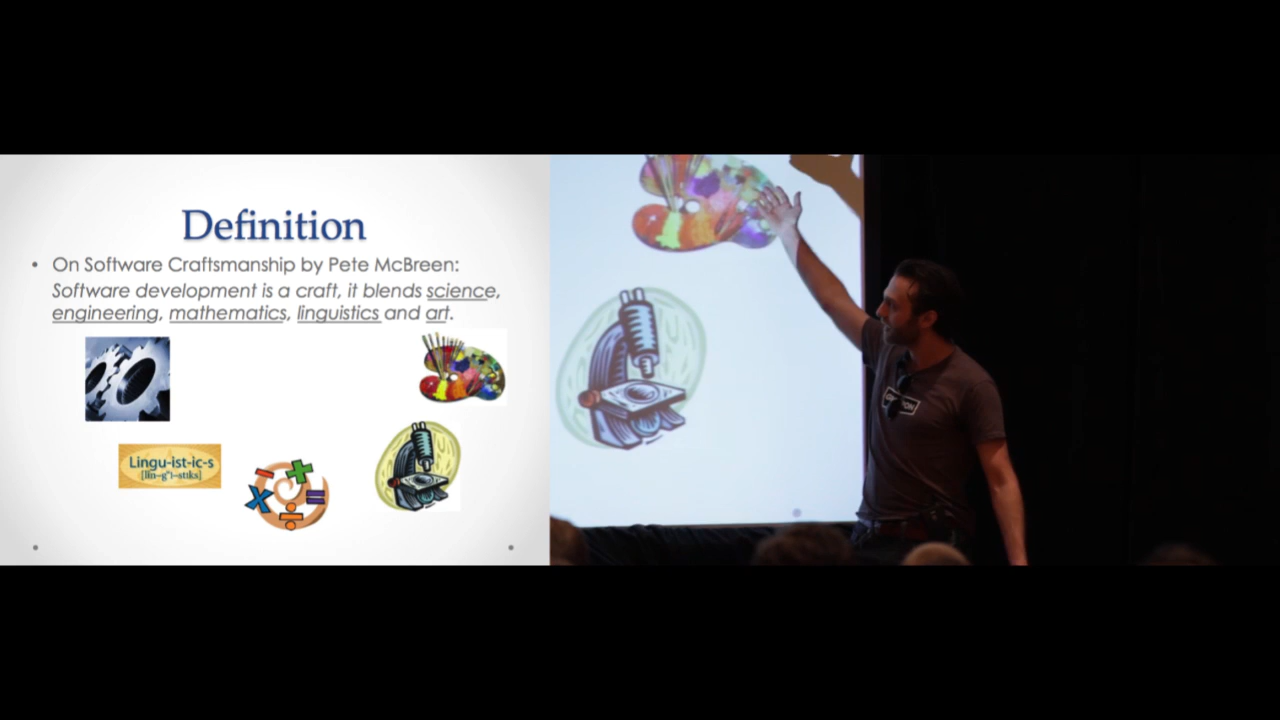 Definition
• On Software Craftsmanship by Pete McBreen:
Software development is a craft, it blends science,
engineering, mathematics, linguistics and art.
Lingu-ist-ic-s